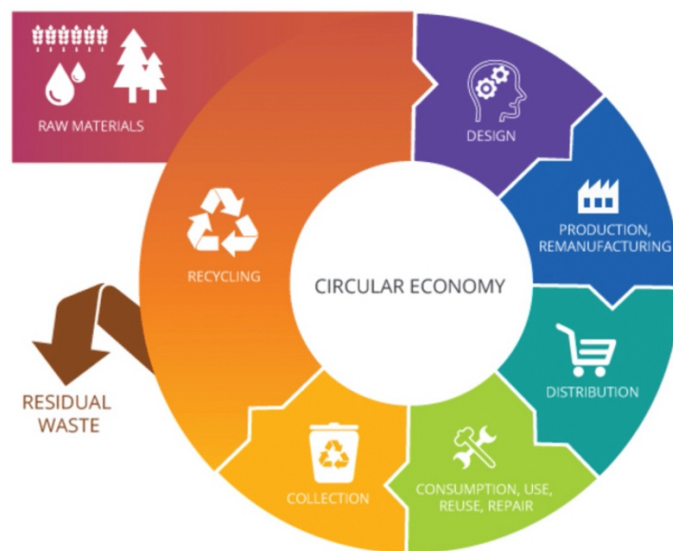 RAW MATERIALS
DESIGN
PRODUCTION,
REMANUFACTURING
RECYCLING
CIRCULAR ECONOMY
DISTRIBUTION
RESIDUAL
WASTE
COLLECTION
CONSUMPTION, USE,
REUSE, REPAIR